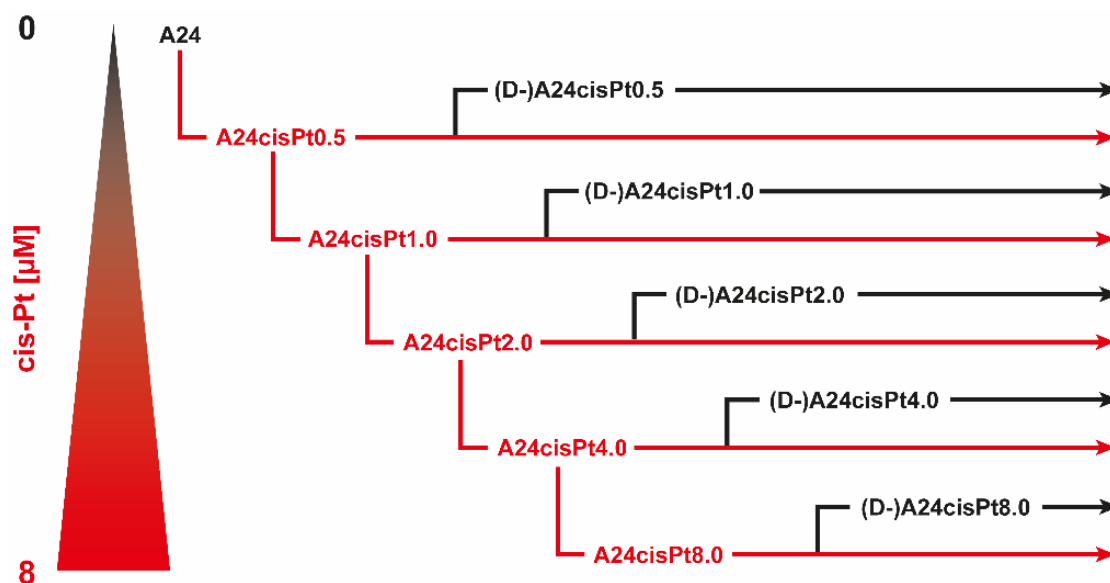 0
A24
(D-)A24cisPt0.5
A24cisPt0.5
(D-)A24cisPt1.0
A24cisPt1.0
cis-Pt [µM]
(D-)A24cisPt2.0
A24cisPt2.0
(D-)A24cisPt4.0
A24cisPt4.0
(D-)A24cisPt8.0
A24cisPt8.0
8